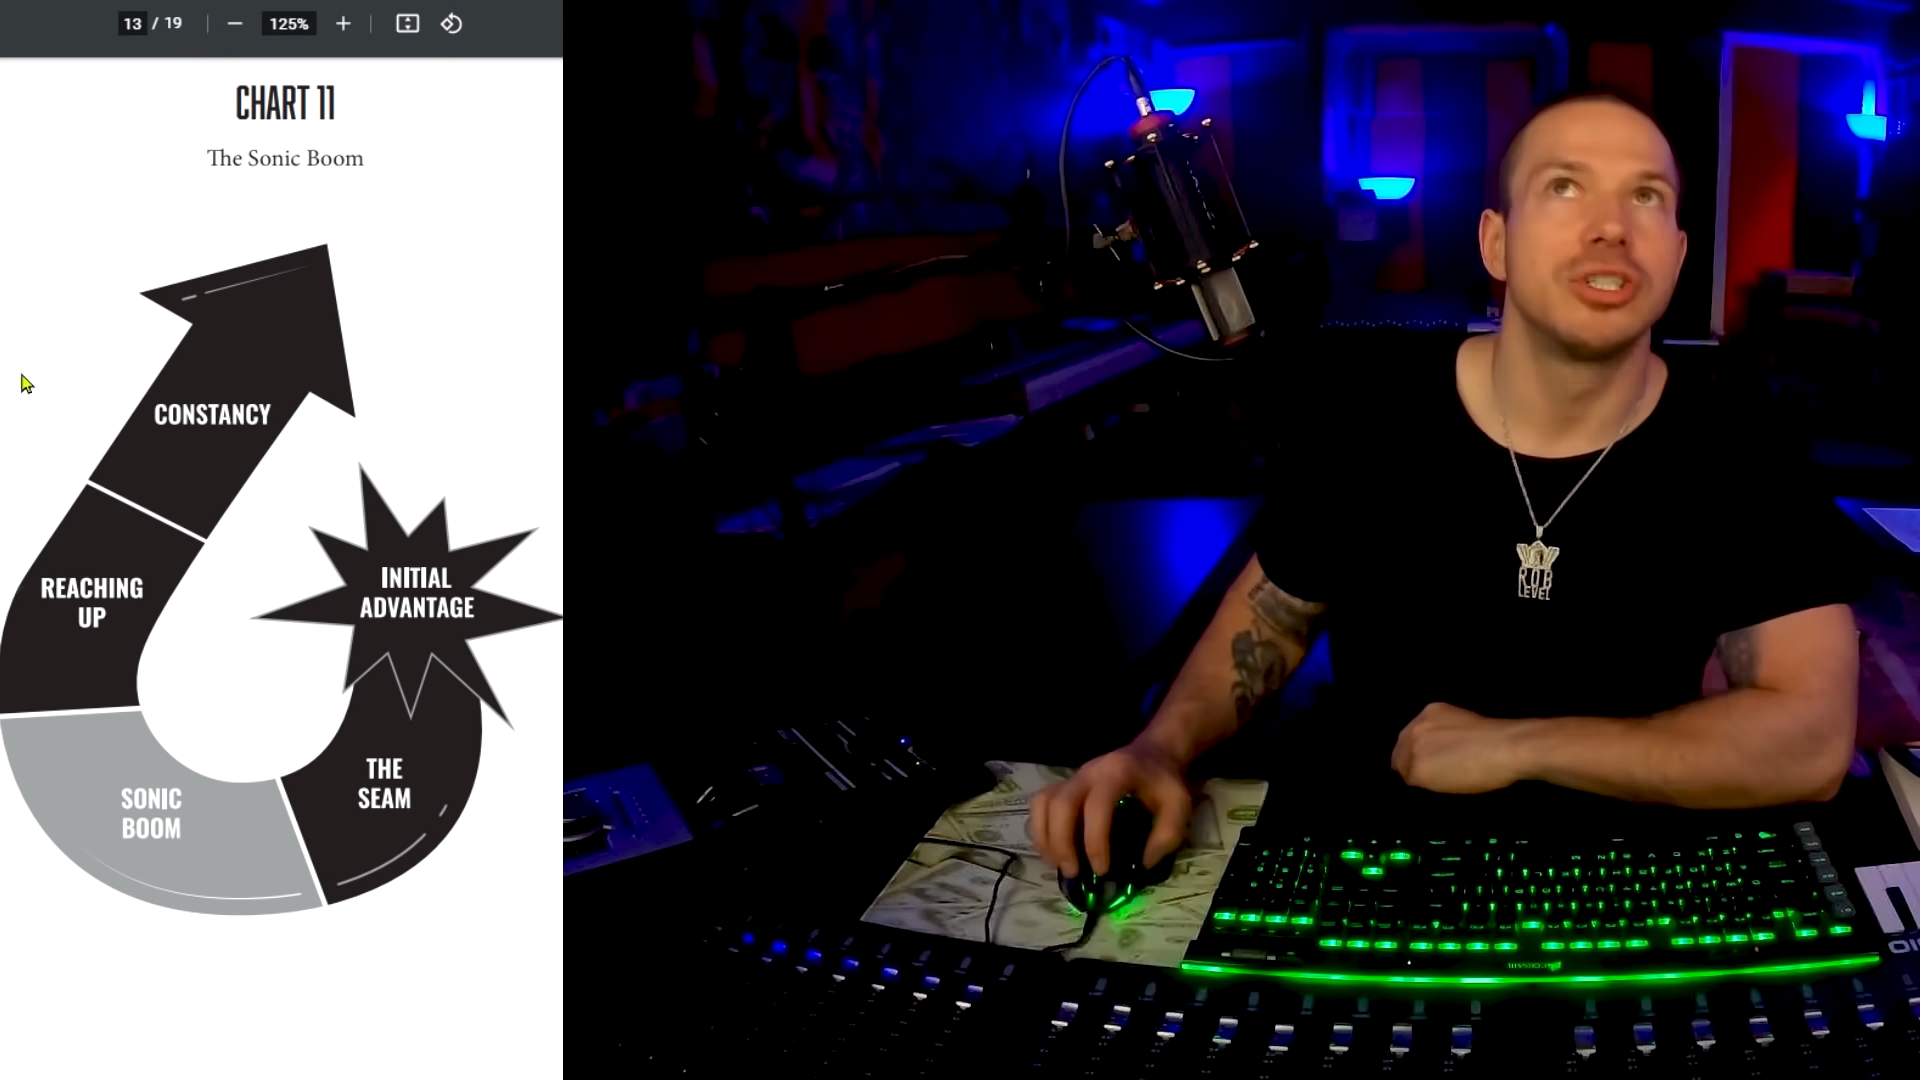 13 / 19
125%
CHART 11
The Sonic Boom
CONSTANCY
INITIAL
ADVANTAGE
REACHING
UP
THE
SEAM
SONIC
BOOM
ROB
LEVEL
CORSAIR